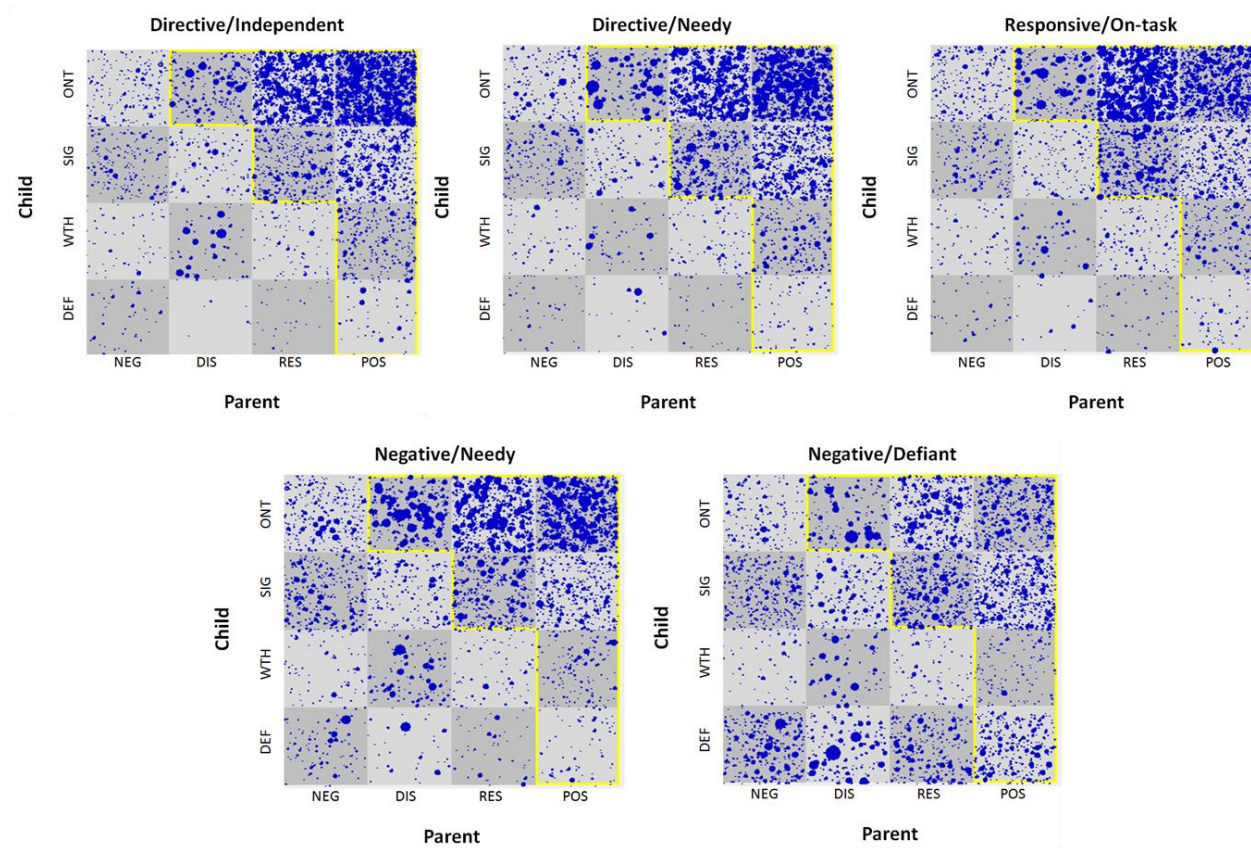 Directive/Independent
Directive/Needy
Responsive/On-task
Child
ONT
SIG
WTH
DEF
NEG DIS RES POS
Parent
Child
ONT
SIG
WTH
DEF
NEG DIS RES POS
Parent
Child
ONT
SIG
WTH
DEF
NEG DIS RES POS
Parent
Negative/Needy
Negative/Defiant
Child
ONT
SIG
WTH
DEF
NEG DIS RES POS
Parent
Child
ONT
SIG
WTH
DEF
NEG DIS RES POS
Parent